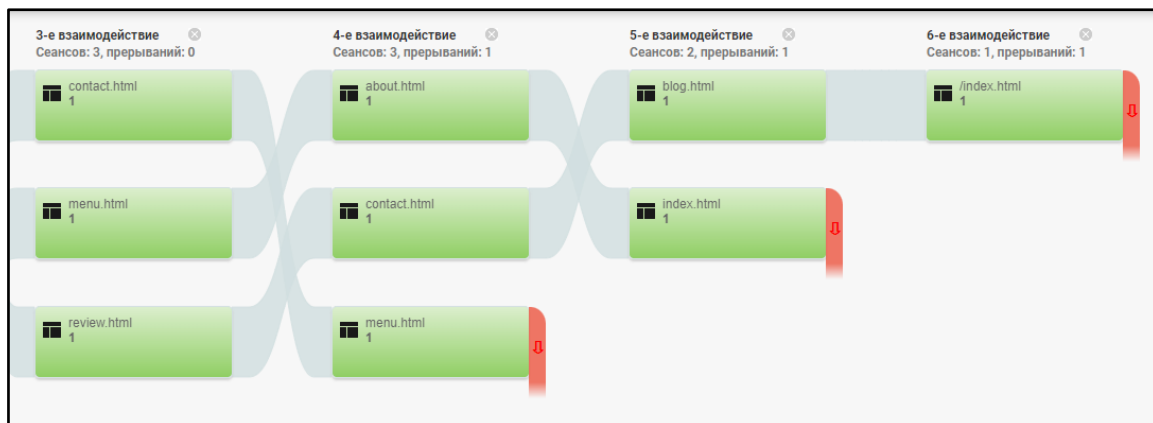 3-е взаимодействие
Сеансов: 3, прерываний: 0
contact.html
1
menu.html
1
review.html
1
4-е взаимодействие
Сеансов: 3, прерываний: 1
about.html
1
contact.html
1
menu.html
1
5-е взаимодействие
Сеансов: 2, прерываний: 1
blog.html
1
index.html
1
6-е взаимодействие
Сеансов: 1, прерываний: 1
/index.html
1